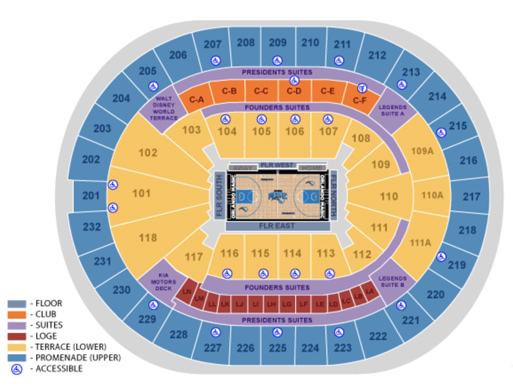 207 208 209 210 211
206 212
205 213
PRESIDENTS SUITES
204 214
C-A C-B C-C C-D C-E C-F
WALT
DISNEY
WORLD
TERRACE
LEGENDS
SUITE A
FOUNDERS SUITES
203 215
103 104 105 106 107 108
202 102 109 109A 216
FLR WEST
201 101 FLR SOUTH FLR NORTH 110 110A 217
FLR EAST
232 118 111 111A 218
231 117 116 115 114 113 112 219
230 220
KIA
MOTORS
DECK
FOUNDERS SUITES
LEGENDS
SUITE B
LN LM LL LK LJ LI LH LG LF LE LD LC LB LA
PRESIDENTS SUITES
229 221
228 222
227 226 225 224 223
- FLOOR
- CLUB
- SUITES
- LOGE
- TERRACE (LOWER)
- PROMENADE (UPPER)
- ACCESSIBLE